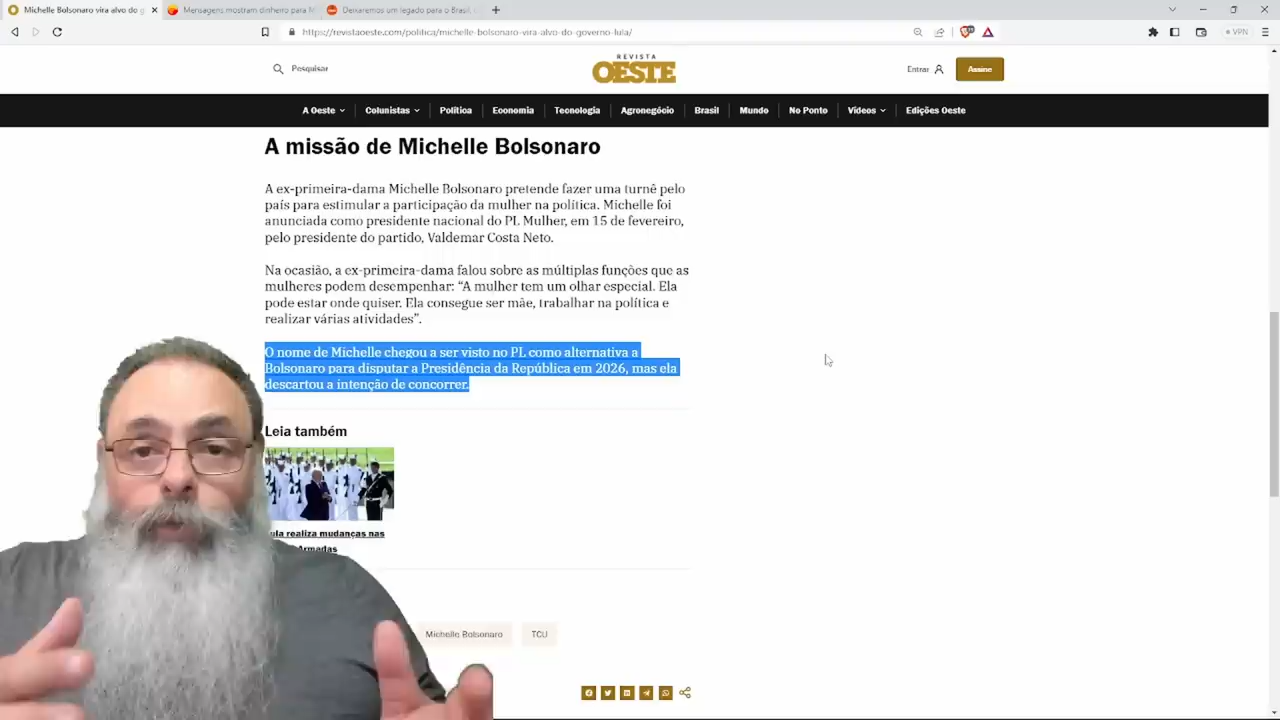 Michelle Bolsonaro vira alvo do g
Mensagens mostram dinheiro para M
Deixaremos um legado para o Brasil
https://revistaoeste.com/politica/michelle-bolsonaro-vira-alvo-do-governo-lula/
VPN
Pesquisar
REVISTA
OESTE
Entrar
Assine
A Oeste
Colunistas
Política
Economia
Tecnologia
Agronegócio
Brasil
Mundo
No Ponto
Vídeos
Edições Oeste
A missão de Michelle Bolsonaro
A ex-primeira-dama Michelle Bolsonaro pretende fazer uma turnê pelo
país para estimular a participação da mulher na política. Michelle foi
anunciada como presidente nacional do PL Mulher, em 15 de fevereiro,
pelo presidente do partido, Valdemar Costa Neto.
Na ocasião, a ex-primeira-dama falou sobre as múltiplas funções que as
mulheres podem desempenhar: “A mulher tem um olhar especial. Ela
pode estar onde quiser. Ela consegue ser mãe, trabalhar na política e
realizar várias atividades”.
O nome de Michelle chegou a ser visto no PL como alternativa a
Bolsonaro para disputar a Presidência da República em 2026, mas ela
descartou a intenção de concorrer.
Leia também
ula realiza mudanças nas
Armadas
Michelle Bolsonaro
TCU